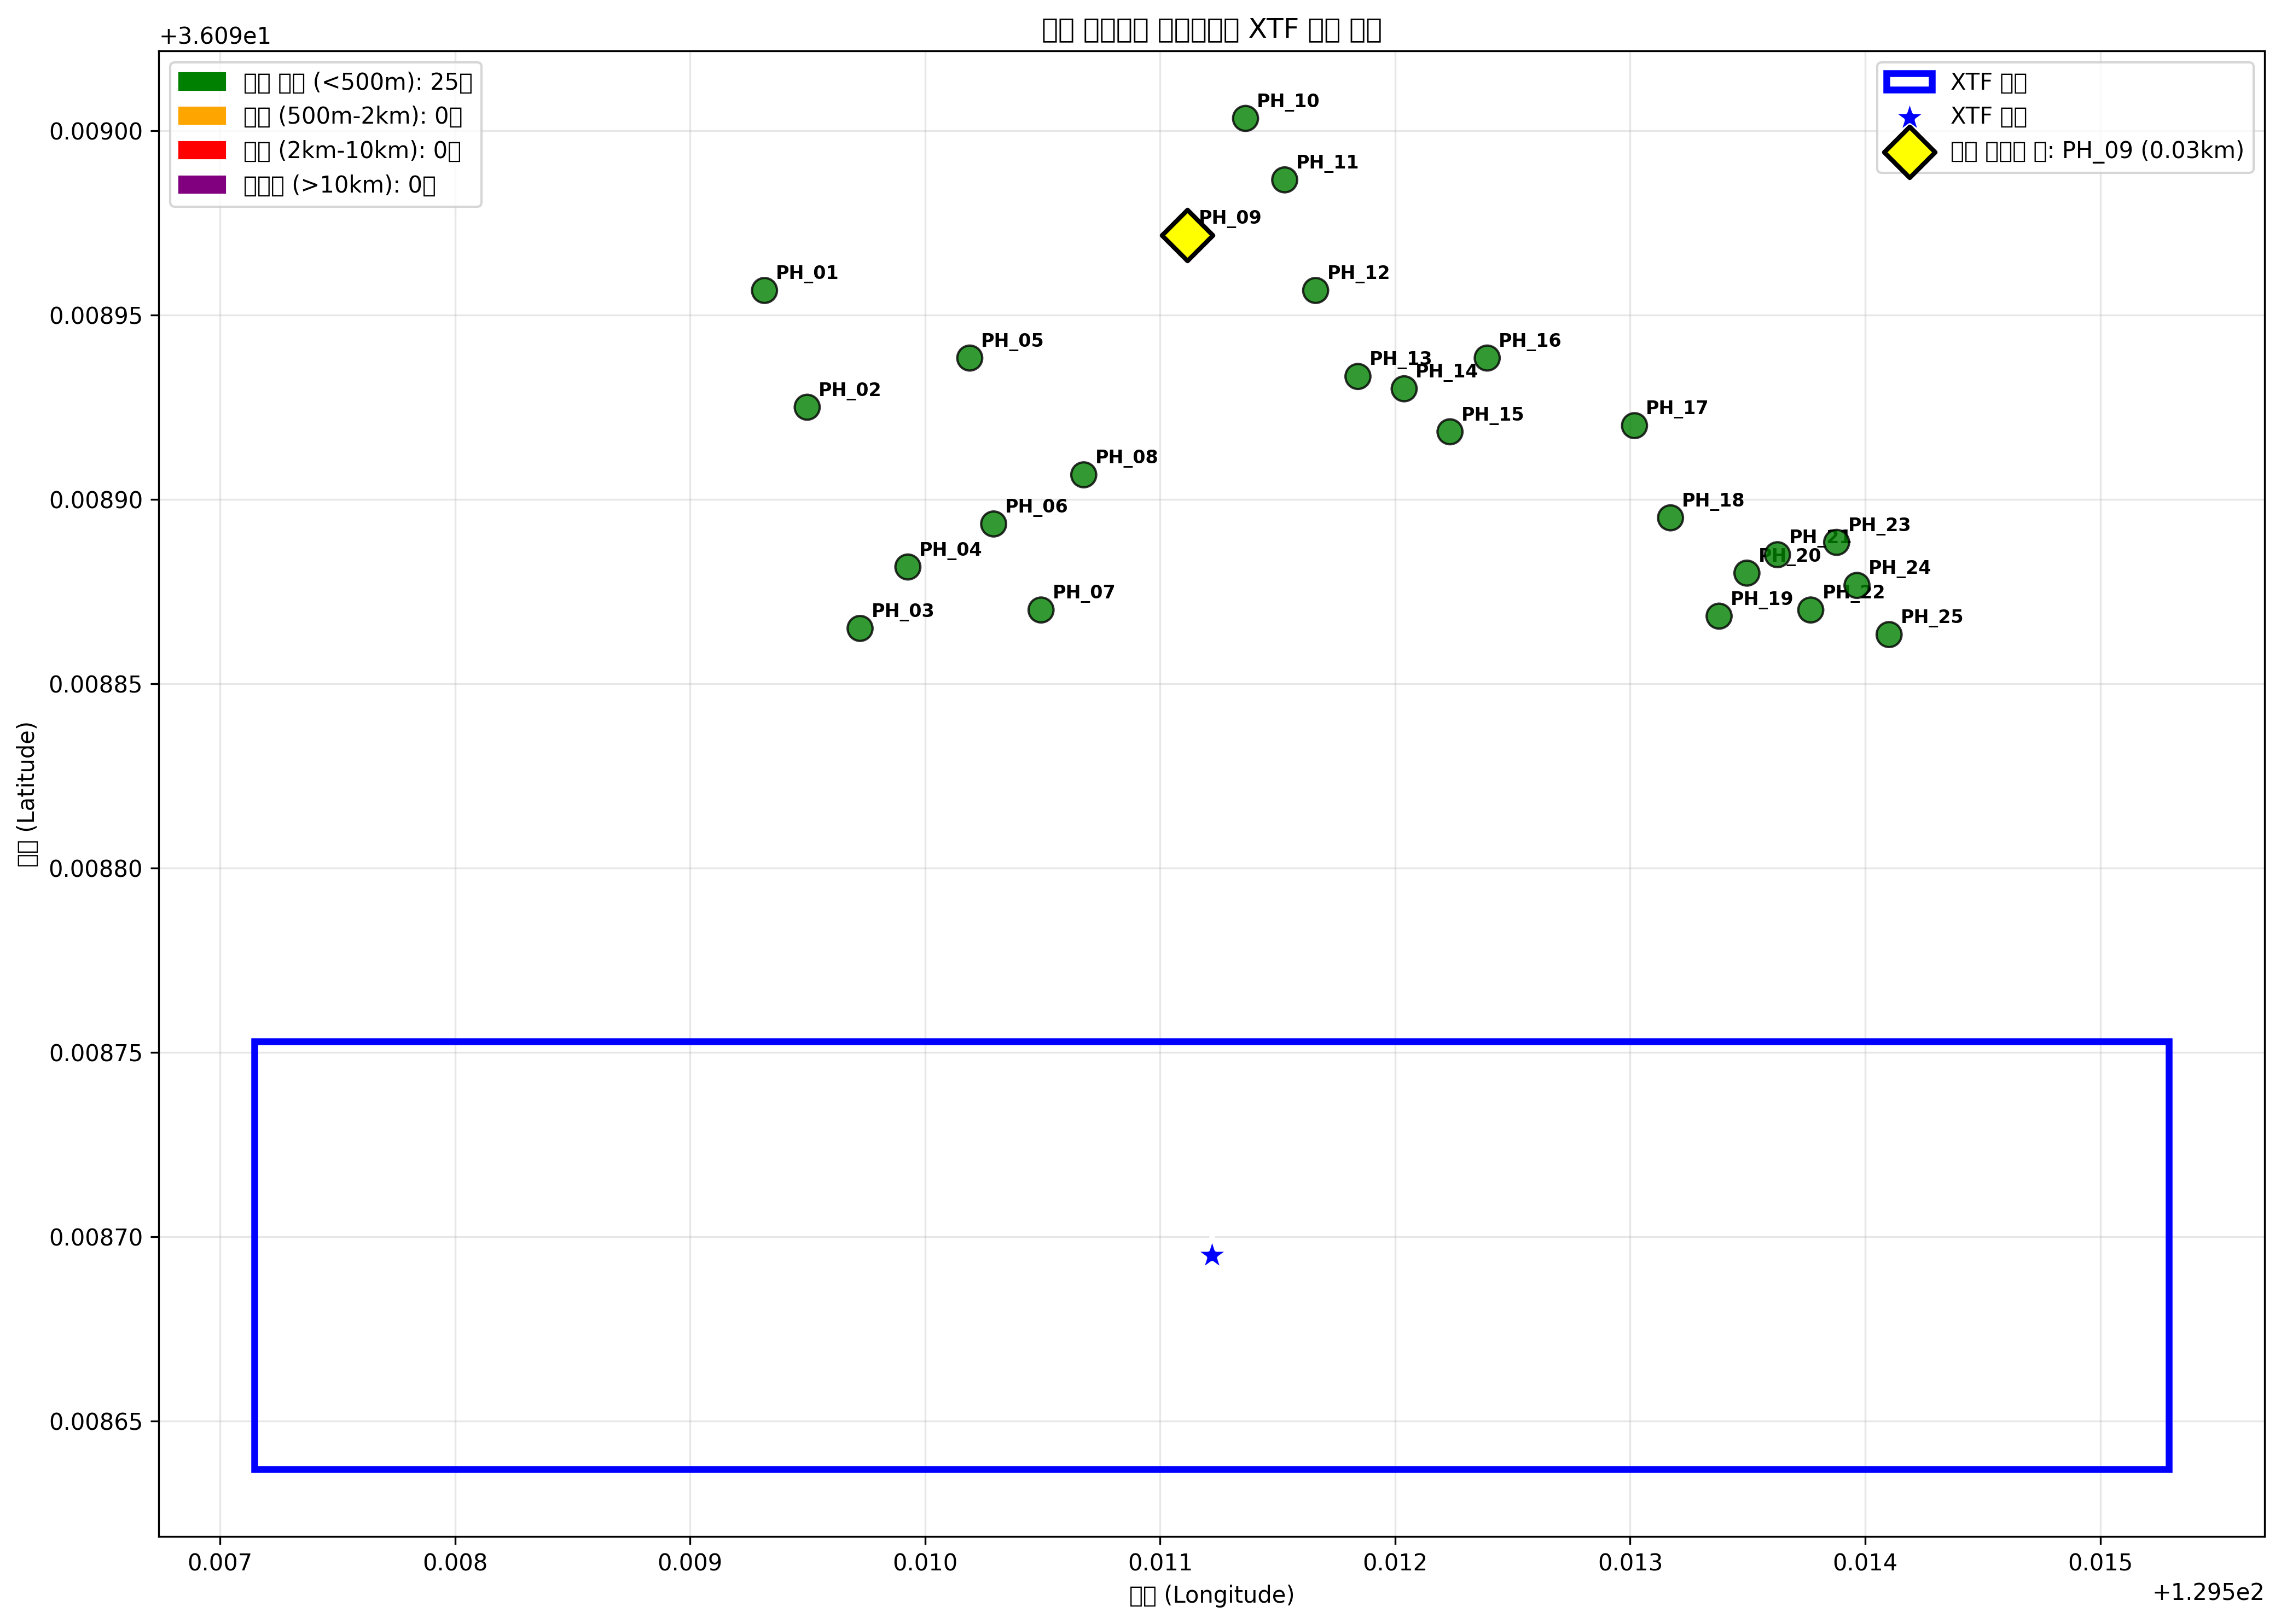 XTF
+3.609e1
(<500m): 25
(500m-2km): 0
(2km-10km): 0
(>10km): 0
XTF
XTF
: PH_09 (0.03km)
PH_10
PH_11
PH_09
PH_01
PH_12
PH_05
PH_16
PH_13
PH_14
PH_02
PH_17
PH_15
PH_08
PH_18
PH_06
PH_23
PH_21
PH_04
PH_20
PH_24
PH_07
PH_22
PH_19
PH_03
PH_25
0.00900
0.00895
0.00890
0.00885
0.00880
0.00875
0.00870
0.00865
(Latitude)
0.007
0.008
0.009
0.010
0.011
0.012
0.013
0.014
0.015
(Longitude)
+1.295e2